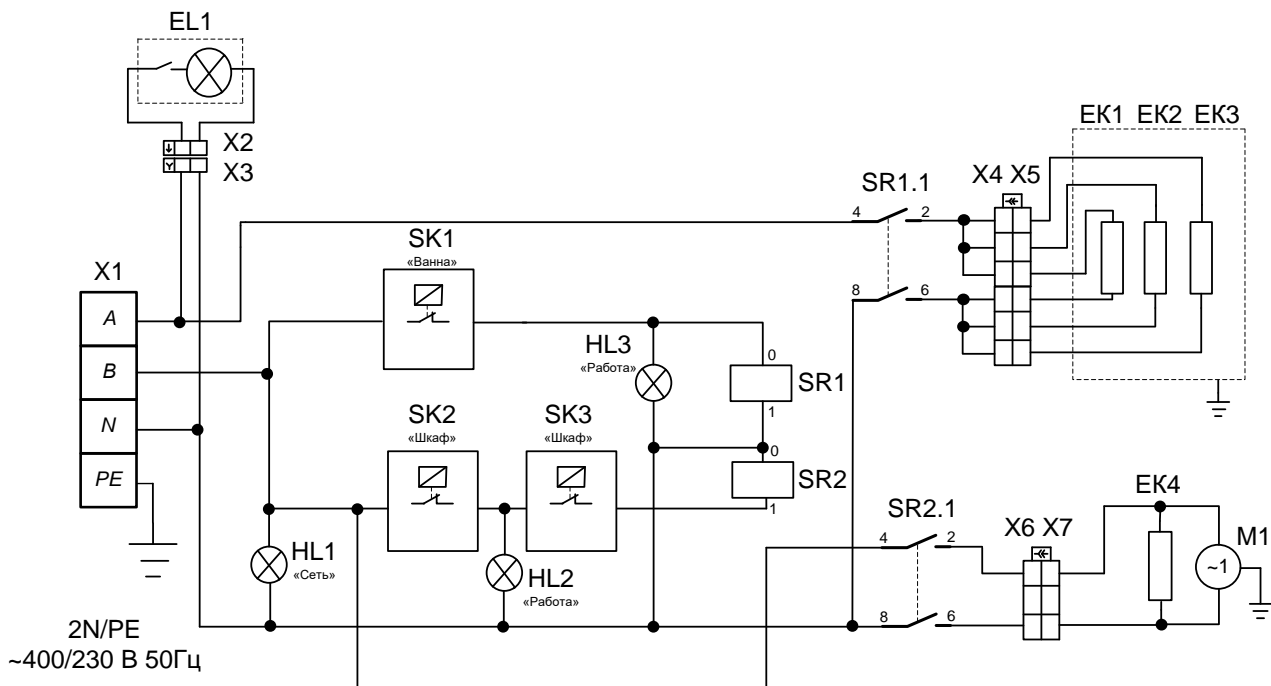 EL1
X2
X3
EK1 EK2 EK3
X4 X5
SR1.1
4 2
8 6
SK1
«Ванна»
X1
A
B
N
PE
HL3
«Работа»
0
SR1
1
SK2
«Шкаф»
SK3
«Шкаф»
0
SR2
1
HL1
«Сеть»
HL2
«Работа»
SR2.1
4 2
8 6
X6 X7
EK4
M1
~1
2N/PE
~400/230 В 50Гц